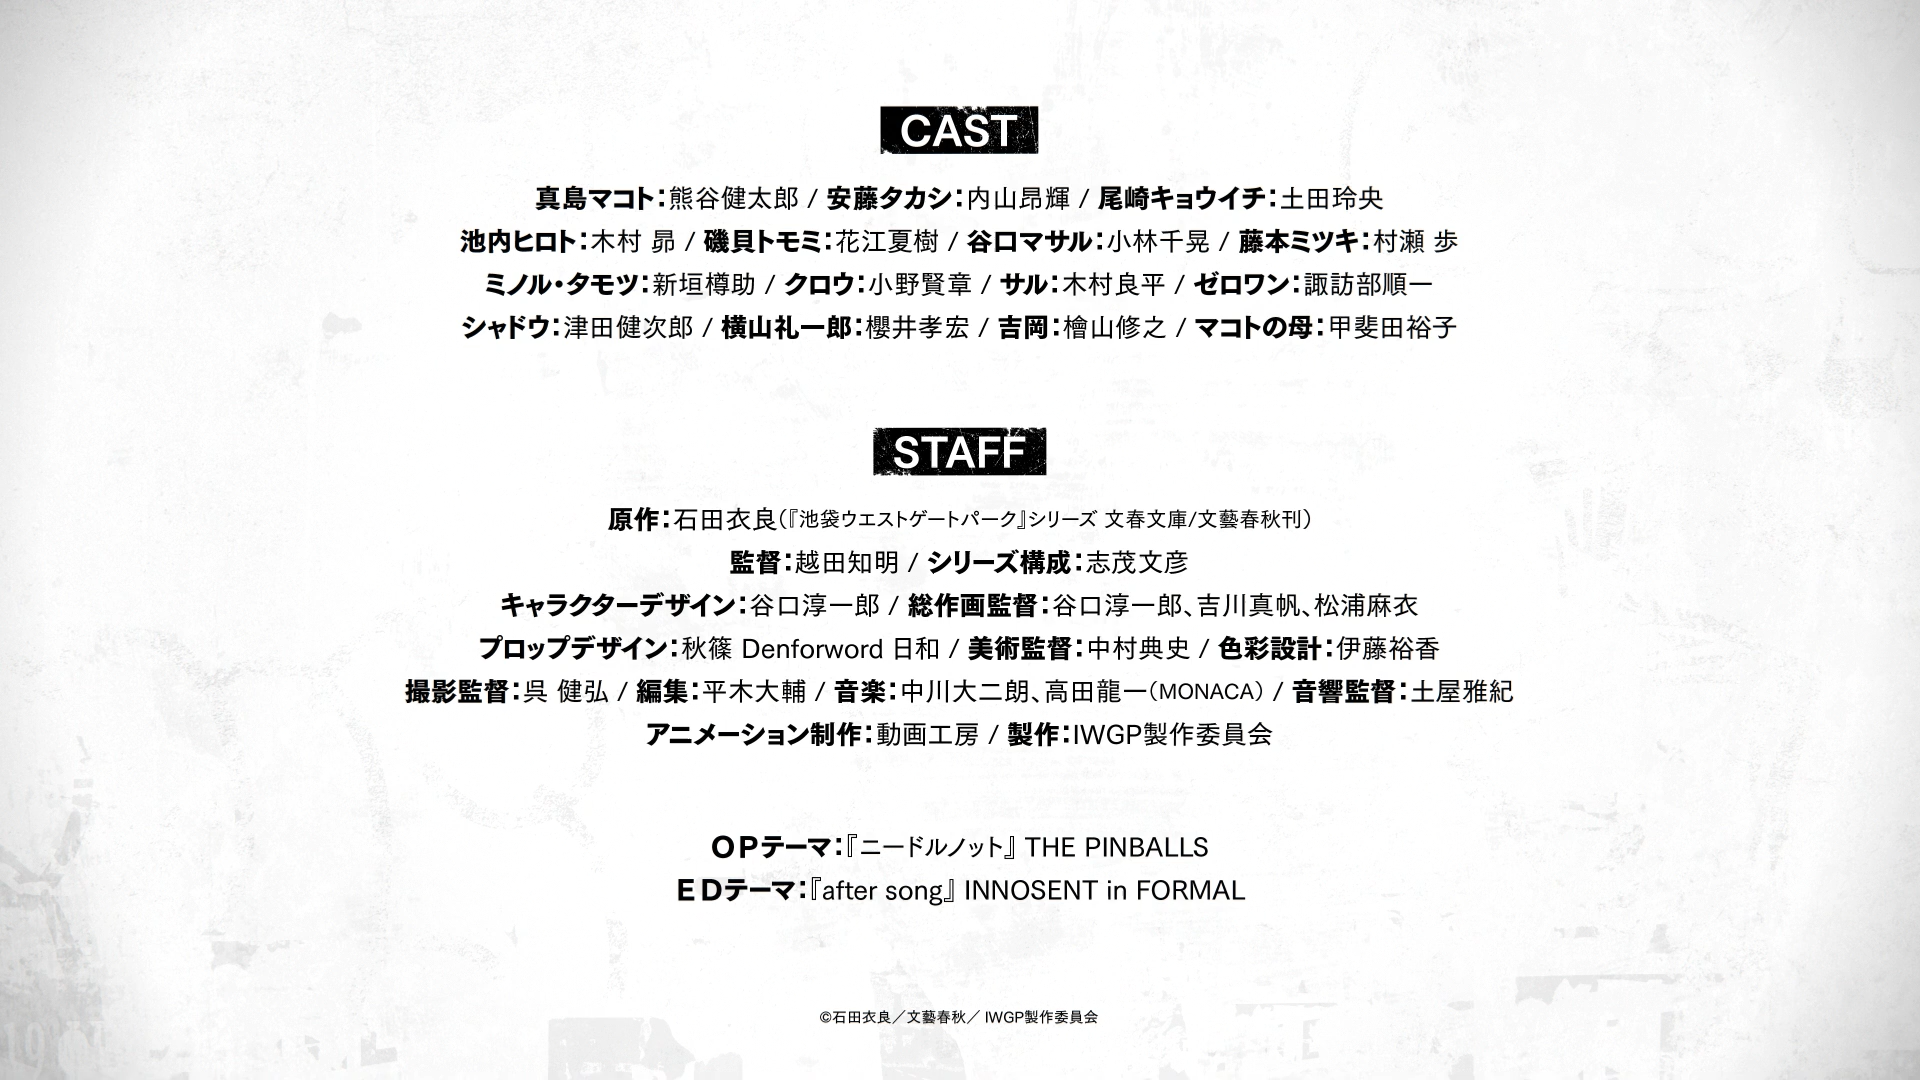 CAST
真島マコト：熊谷健太郎 / 安藤タカシ：内山昂輝 / 尾崎キョウイチ：土田玲央
池内ヒロト：木村 昴 / 磯貝トモミ：花江夏樹 / 谷口マサル：小林千晃 / 藤本ミツキ：村瀬 歩
ミノル・タモツ：新垣樽助 / クロウ：小野賢章 / サル：木村良平 / ゼロワン：諏訪部順一
シャドウ：津田健次郎 / 横山礼一郎：櫻井孝宏 / 吉岡：檜山修之 / マコトの母：甲斐田裕子
STAFF
原作：石田衣良（『池袋ウエストゲートパーク』シリーズ 文春文庫/文藝春秋刊）
監督：越田知明 / シリーズ構成：志茂文彦
キャラクターデザイン：谷口淳一郎 / 総作画監督：谷口淳一郎、吉川真帆、松浦麻衣
プロップデザイン：秋篠 Denforword 日和 / 美術監督：中村典史 / 色彩設計：伊藤裕香
撮影監督：呉 健弘 / 編集：平木大輔 / 音楽：中川大二朗、高田龍一（MONACA） / 音響監督：土屋雅紀
アニメーション制作：動画工房 / 製作：IWGP製作委員会
OPテーマ：『ニードルノット』 THE PINBALLS
EDテーマ：『after song』 INNOSENT in FORMAL
©石田衣良／文藝春秋／ IWGP製作委員会